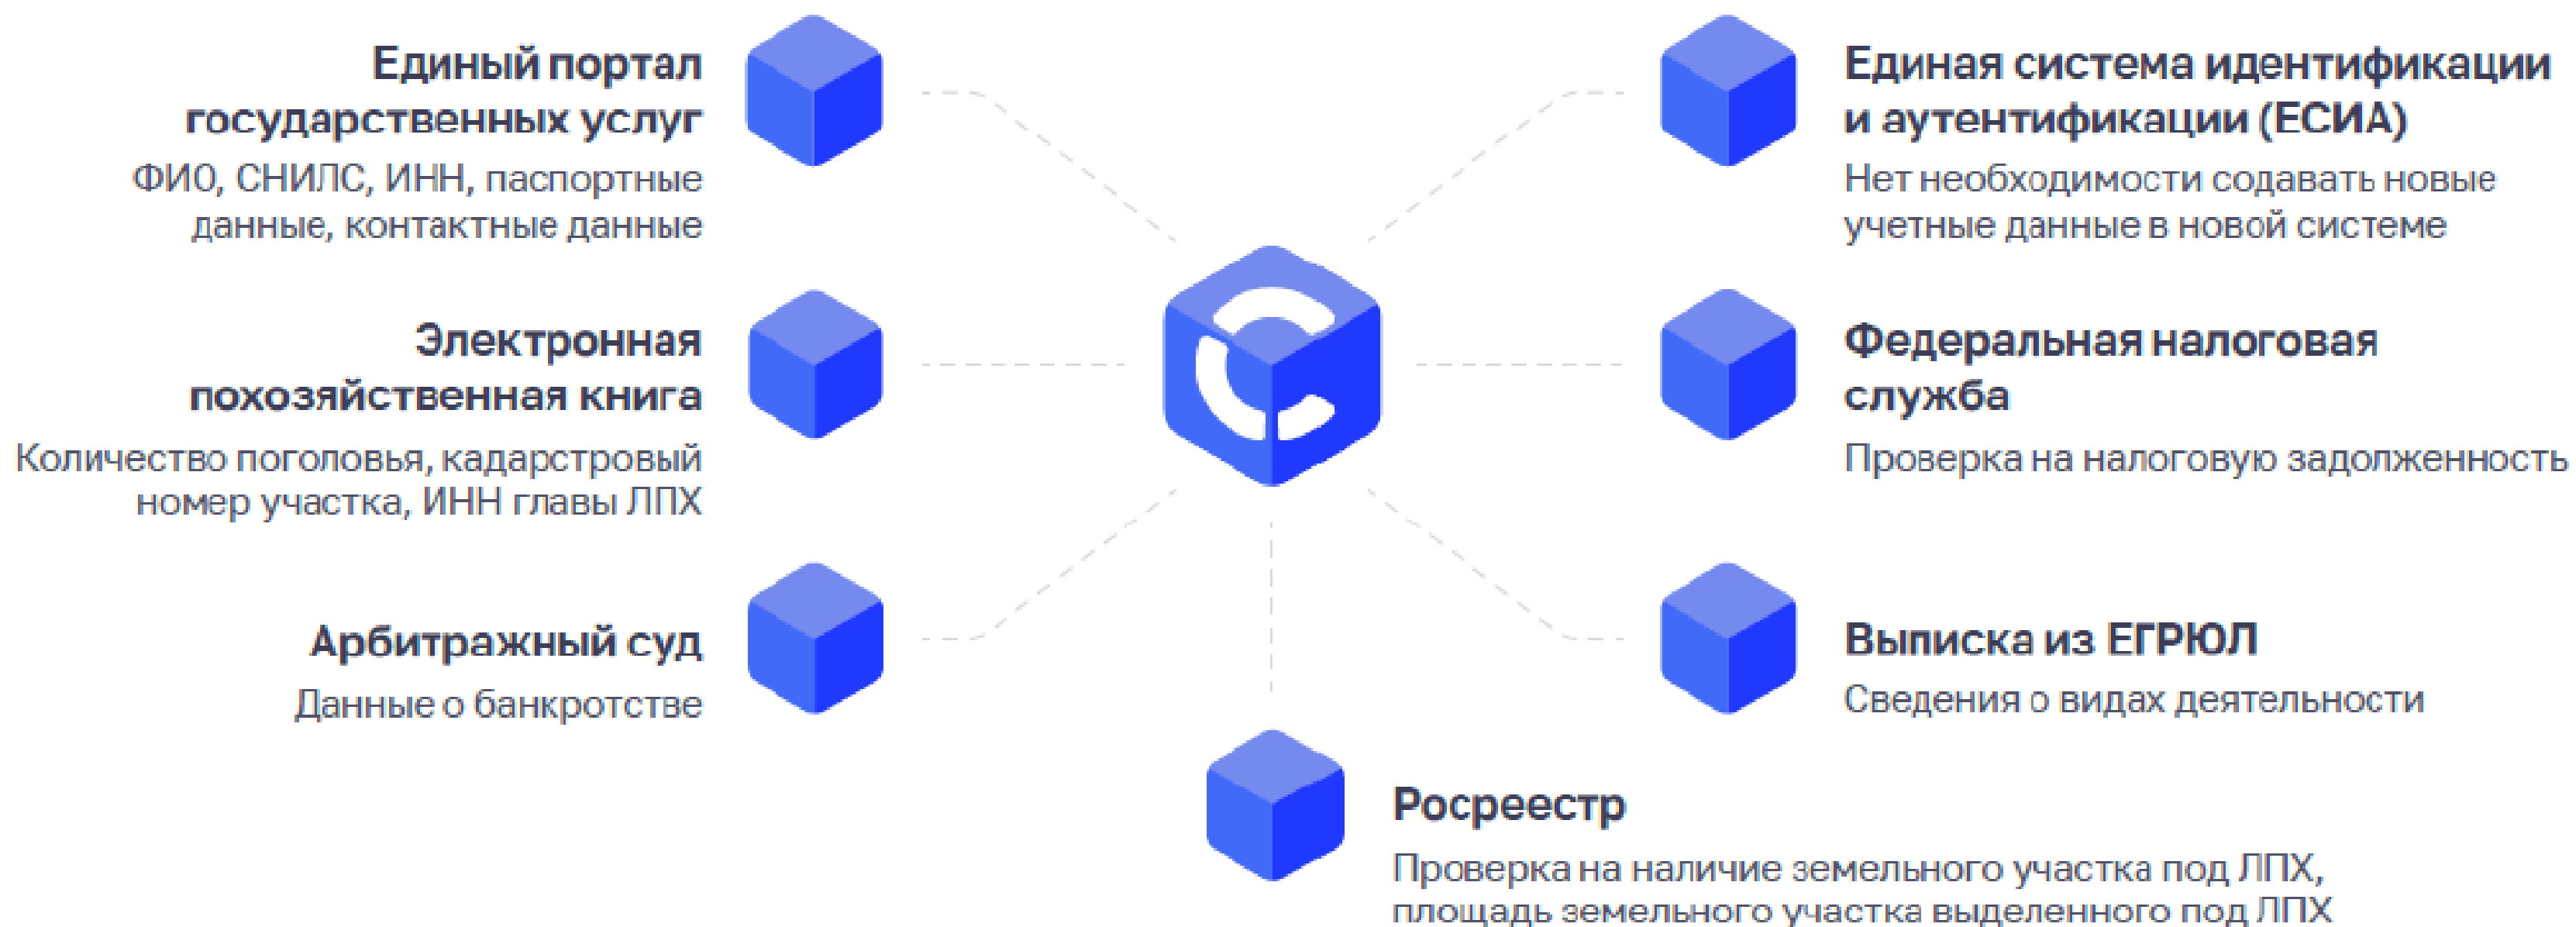 Единый портал
государственных услуг
ФИО, СНИЛС, ИНН, паспортные
данные, контактные данные
Электронная
похозяйственная книга
Количество поголовья, кадарстровый
номер участка, ИНН главы ЛПХ
Арбитражный суд
Данные о банкротстве
Единая система идентификации
и аутентификации (ЕСИА)
Нет необходимости содавать новые
учетные данные в новой системе
Федеральная налоговая
служба
Проверка на налоговую задолженность
Выписка из ЕГРЮЛ
Сведения о видах деятельности
Росреестр
Проверка на наличие земельного участка под ЛПХ,
площадь земельного участка выделенного под ЛПХ